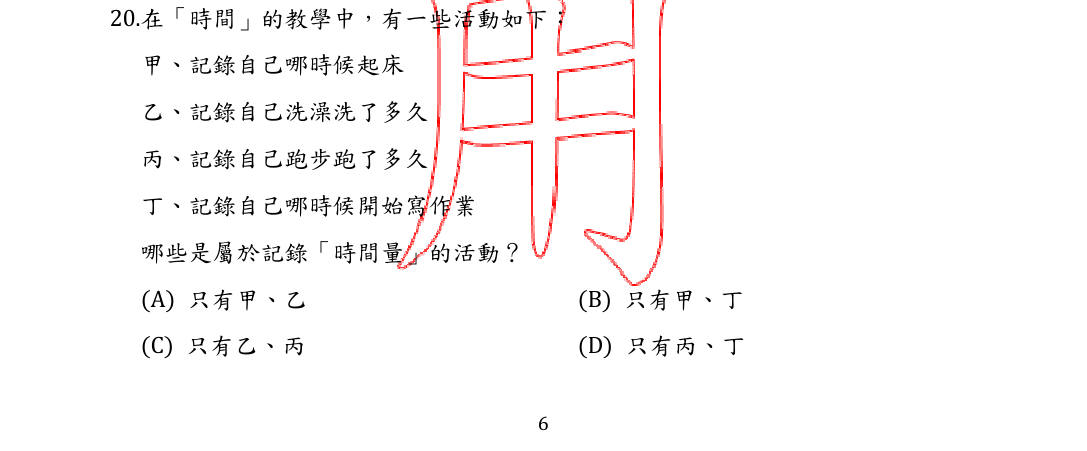 20.在「時間」的教學中，有一些活動如下：
甲、記錄自己哪時候起床
乙、記錄自己洗澡洗了多久
丙、記錄自己跑步跑了多久
丁、記錄自己哪時候開始寫作業
哪些是屬於記錄「時間量」的活動？
(A) 只有甲、乙 (B) 只有甲、丁
(C) 只有乙、丙 (D) 只有丙、丁
用
6